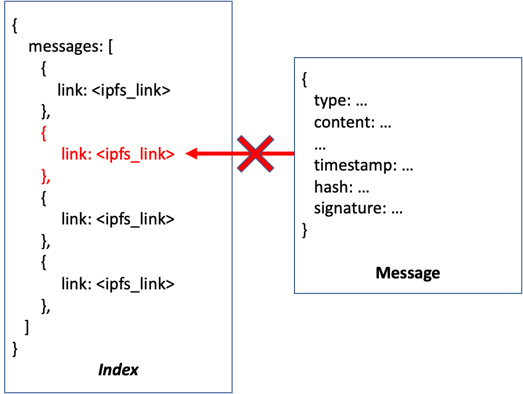 {
messages: [
{
link: <ipfs_link>
},
{
link: <ipfs_link>
},
{
link: <ipfs_link>
},
{
link: <ipfs_link>
},
]
}
Index
{
type: ...
content: ...
...
timestamp: ...
hash: ...
signature: ...
}
Message